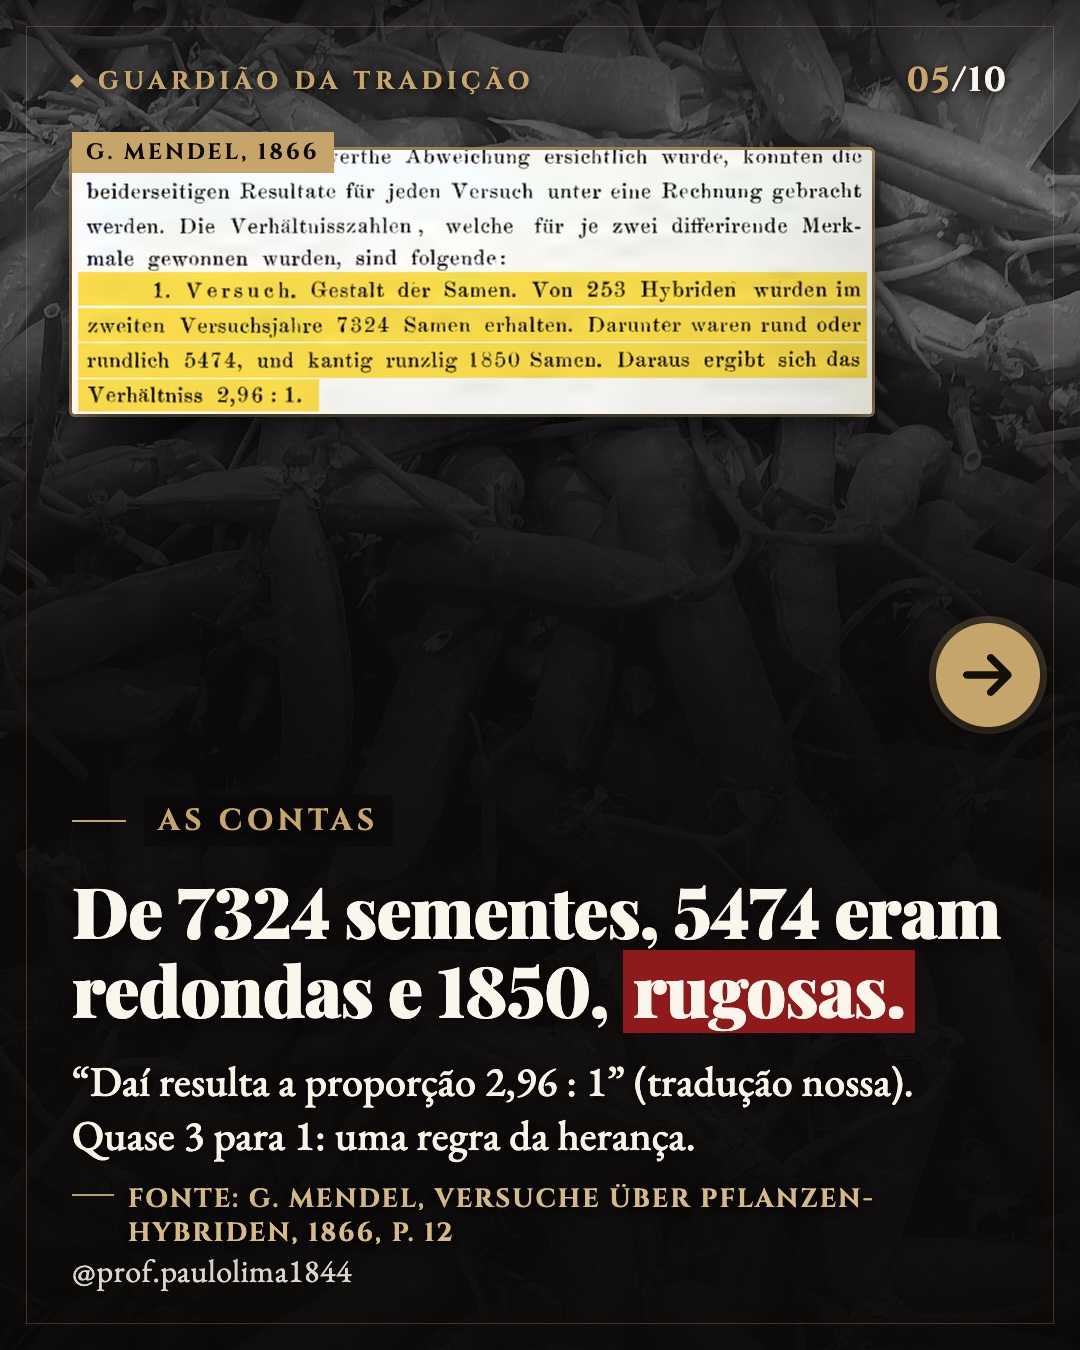 GUARDIÃO DA TRADIÇÃO
05/10
G. MENDEL, 1866
Abweichung ersichtlich wurde, konnten die
beiderseitigen Resultate für jeden Versuch unter eine Rechnung gebracht
werden. Die Verhältnisszahlen, welche für je zwei differirende Merk-
male gewonnen wurden, sind folgende:
1. Versuch. Gestalt der Samen. Von 253 Hybriden wurden im
zweiten Versuchsjahre 7324 Samen erhalten. Darunter waren rund oder
rundlich 5474, und kantig runzlig 1850 Samen. Daraus ergibt sich das
Verhältniss 2,96 : 1.
AS CONTAS
De 7324 sementes, 5474 eram
redondas e 1850, rugosas.
“Daí resulta a proporção 2,96 : 1” (tradução nossa).
Quase 3 para 1: uma regra da herança.
FONTE: G. MENDEL, VERSUCHE ÜBER PFLANZEN-
HYBRIDEN, 1866, P. 12
@prof.paulolima1844